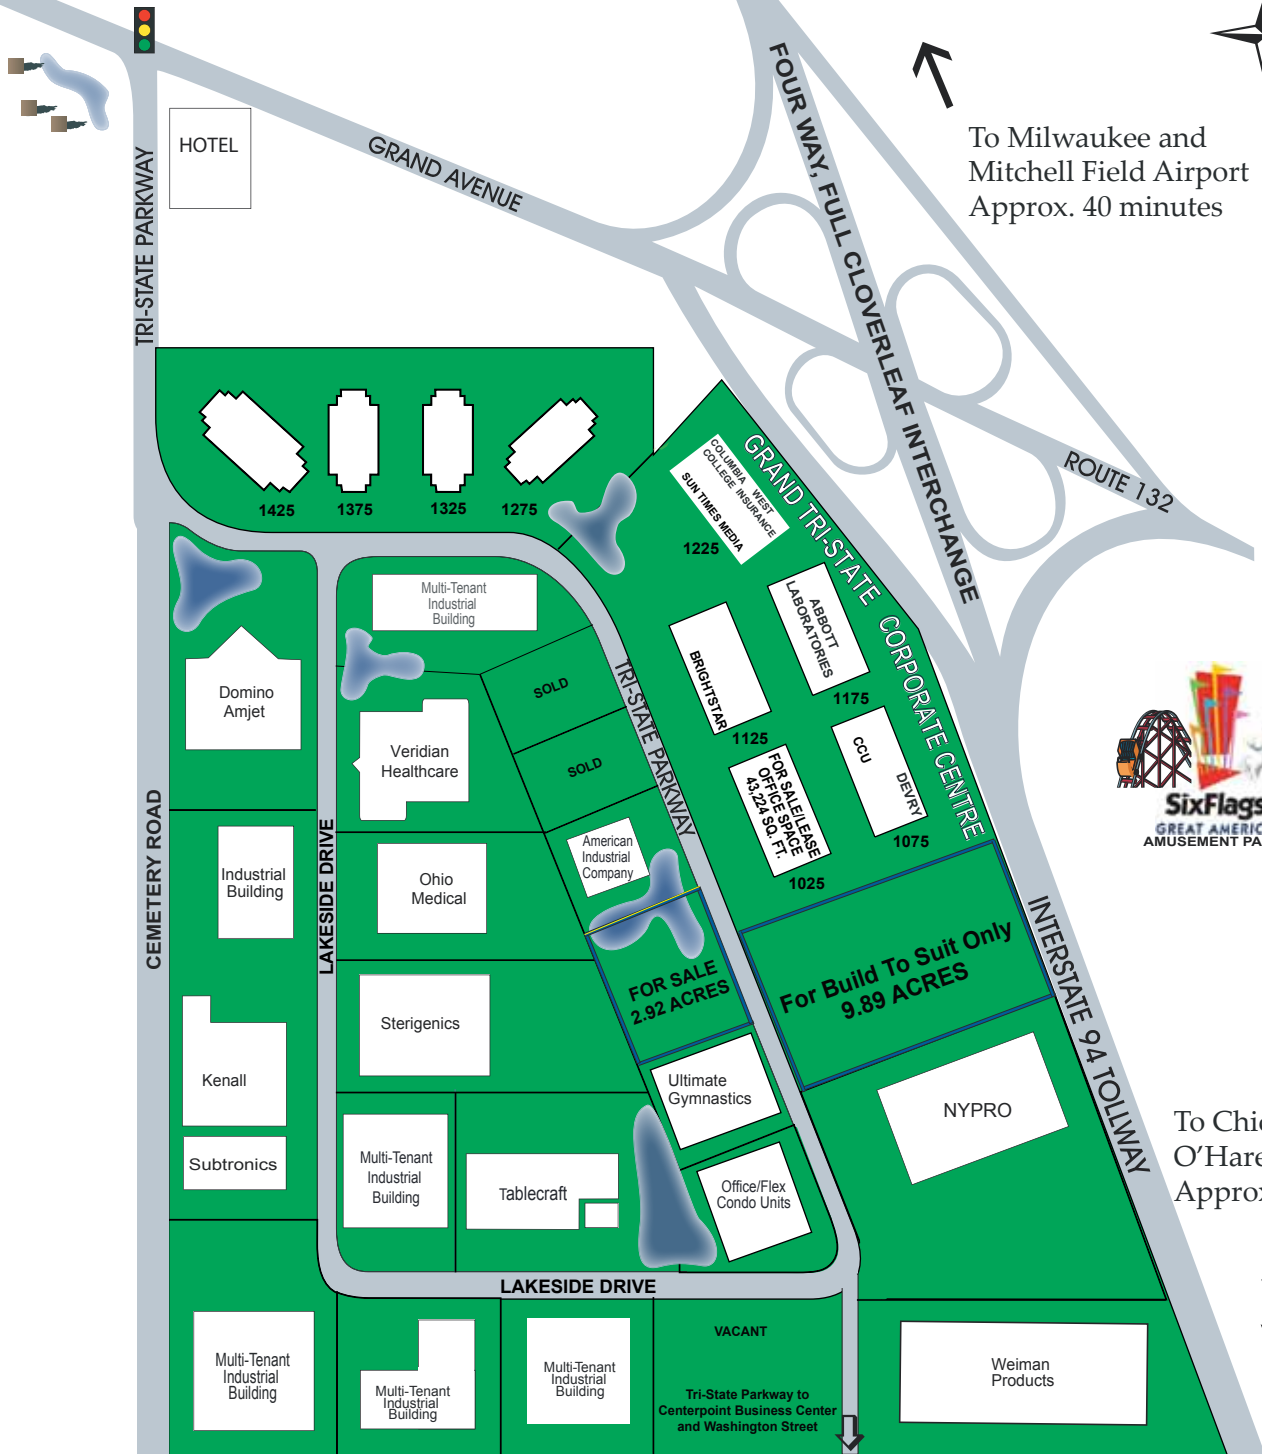 HOTEL
TRI-STATE PARKWAY
GRAND AVENUE
FOUR WAY, FULL CLOVERLEAF INTERCHANGE
To Milwaukee and
Mitchell Field Airport
Approx. 40 minutes
ROUTE 132
1425
1375
1325
1275
COLUMBIA WEST
COLLEGE INSURANCE
SUN TIMES MEDIA
1225
GRAND TRI-STATE CORPORATE CENTRE
ABBOTT
LABORATORIES
1175
BRIGHTSTAR
1125
CCU
DEVRY
1075
FOR SALE/LEASE
OFFICE SPACE
43,224 SQ. FT.
1025
Multi-Tenant
Industrial
Building
SOLD
SOLD
TRI-STATE PARKWAY
Domino
Amjet
Veridian
Healthcare
American
Industrial
Company
SixFlags
GREAT AMERIC
AMUSEMENT PA
CEMETERY ROAD
Industrial
Building
LAKESIDE DRIVE
Ohio
Medical
FOR SALE
2.92 ACRES
For Build To Suit Only
9.89 ACRES
INTERSTATE 94 TOLLWAY
Sterigenics
Kenall
Ultimate
Gymnastics
NYPRO
To Chi
O'Hare
Approx
Subtronics
Multi-Tenant
Industrial
Building
Tablecraft
Office/Flex
Condo Units
LAKESIDE DRIVE
Multi-Tenant
Industrial
Building
Multi-Tenant
Industrial
Building
Multi-Tenant
Industrial
Building
VACANT
Tri-State Parkway to
Centerpoint Business Center
and Washington Street
Weiman
Products